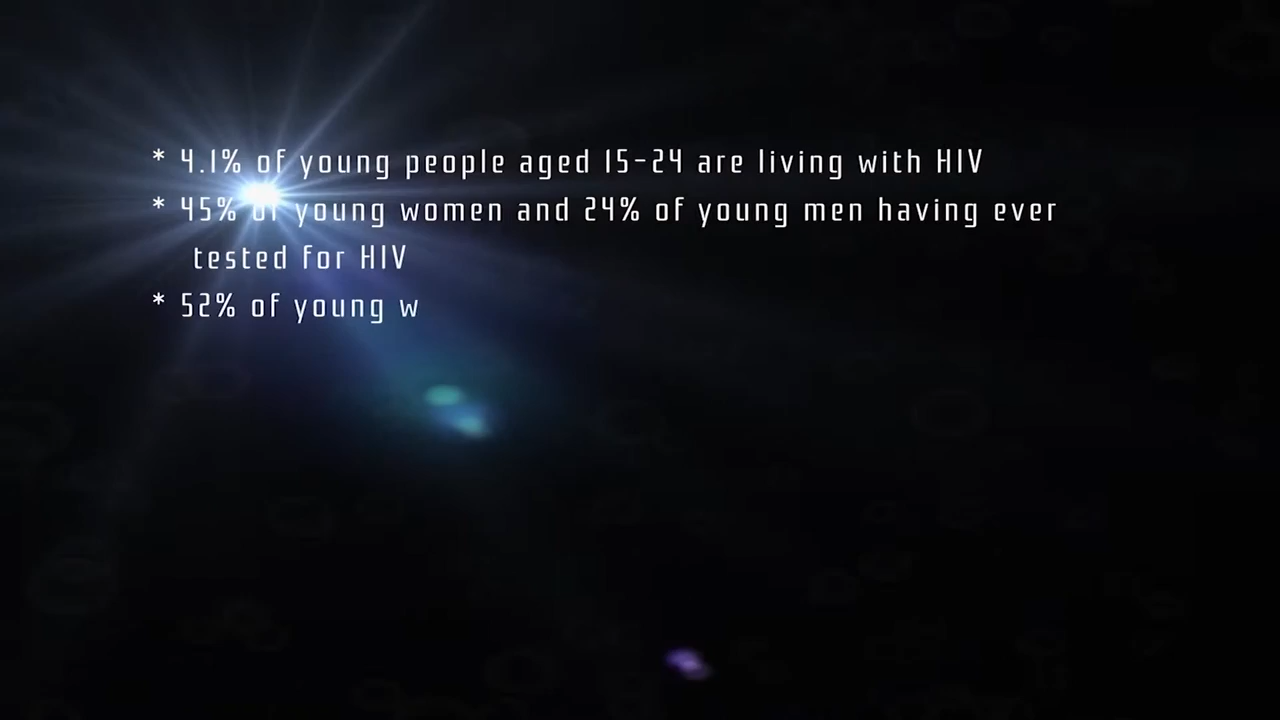 * 4.1% of young people aged 15-24 are living with HIV
* 45% of young women and 24% of young men having ever
tested for HIV
* 52% of young w